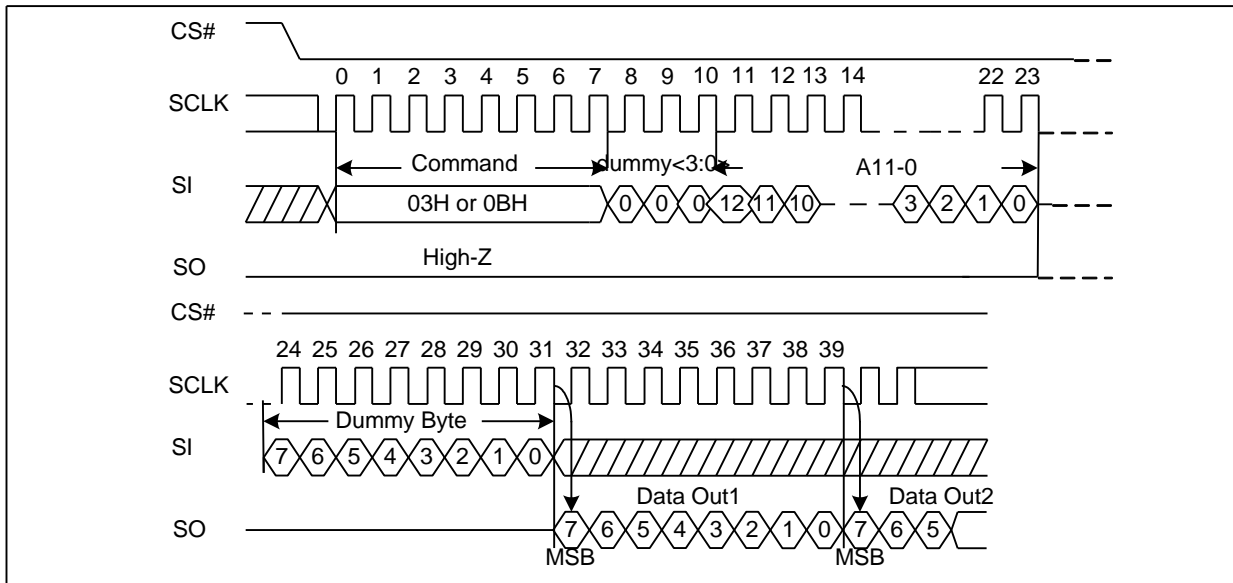 CS#
0 1 2 3 4 5 6 7 8 9 10 11 12 13 14 22 23
SCLK
Command dummy<3:0> A11-0
SI
03H or 0BH 0 0 0 12 11 10 3 2 1 0
High-Z
SO
CS#
24 25 26 27 28 29 30 31 32 33 34 35 36 37 38 39
SCLK
Dummy Byte
SI
7 6 5 4 3 2 1 0
Data Out1 Data Out2
SO
7 6 5 4 3 2 1 0 7 6 5
MSB MSB